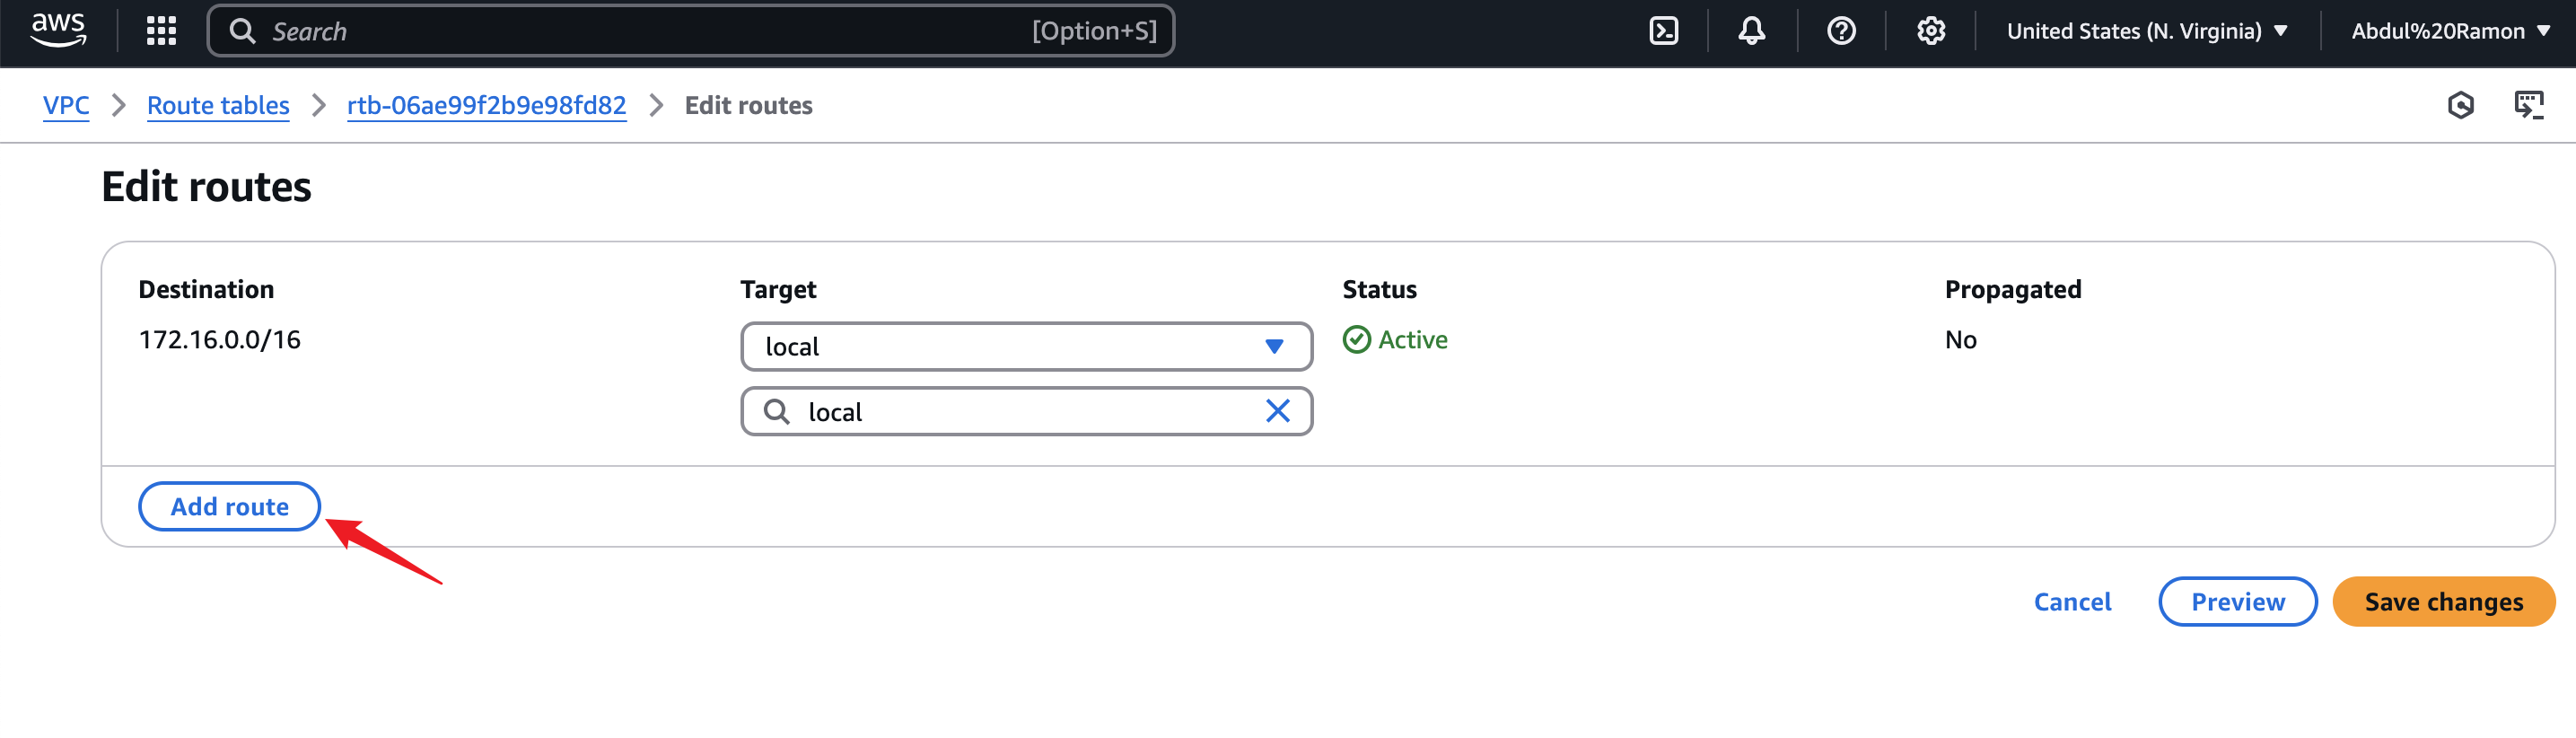 aws
Search [Option+S]
United States (N. Virginia) Abdul%20Ramon
VPC Route tables rtb-06ae99f2b9e98fd82 Edit routes
Edit routes
Destination Target Status Propagated
172.16.0.0/16 local Active No
local
Add route
Cancel Preview Save changes